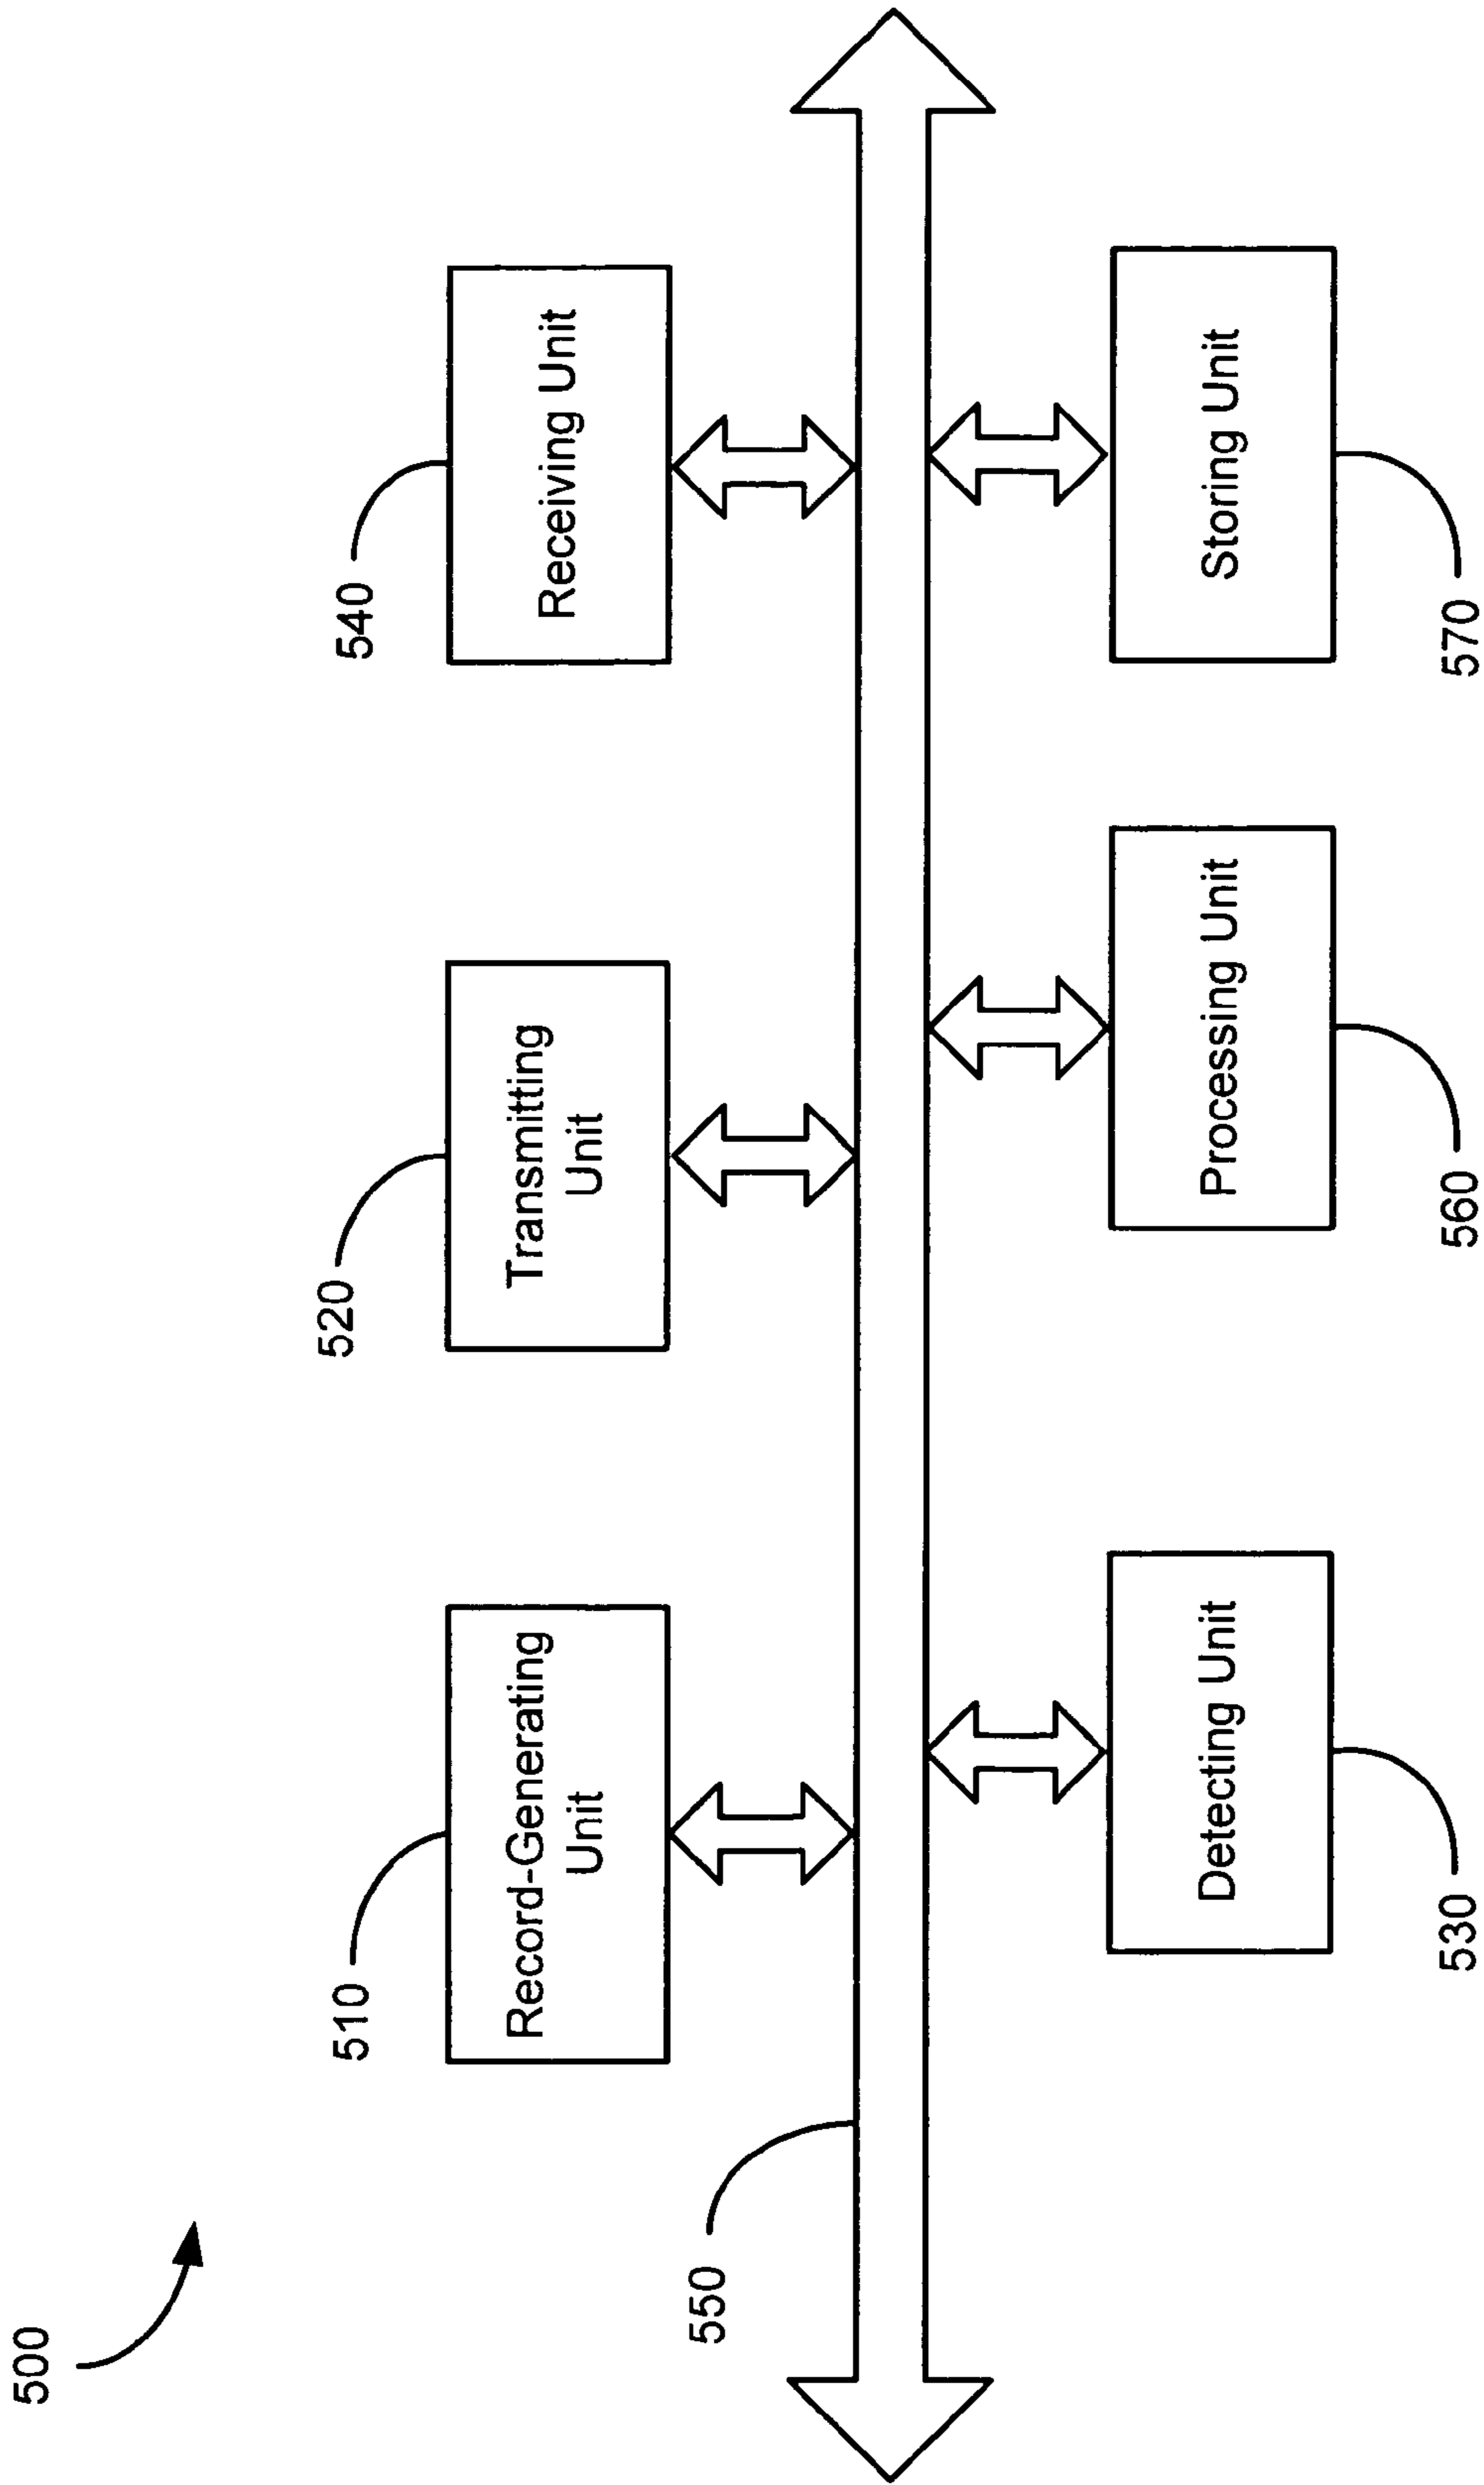 500
510
520
540
Record-Generating
Unit
Transmitting
Unit
Receiving Unit
550
Detecting Unit
Processing Unit
Storing Unit
530
560
570